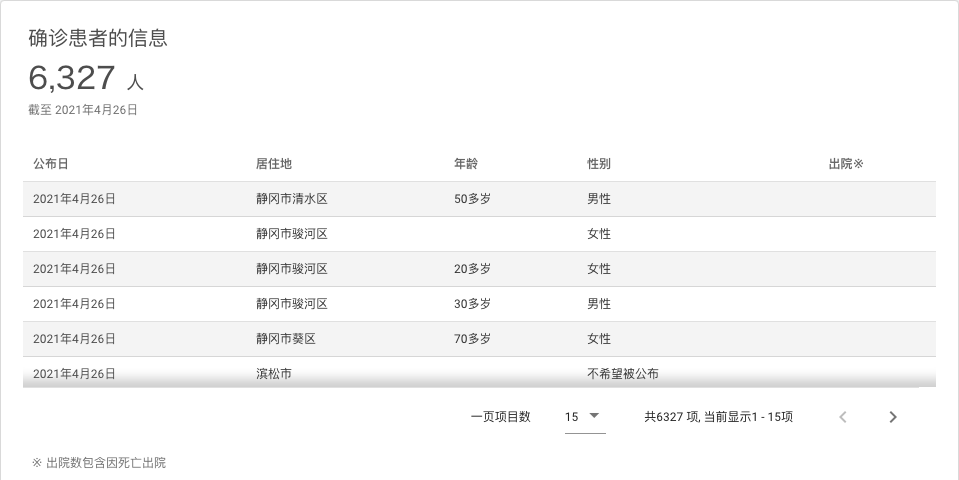 确诊患者的信息
6,327 人
截至 2021年4月26日
公布日 居住地 年龄 性别 出院※
2021年4月26日 静冈市清水区 50多岁 男性
2021年4月26日 静冈市骏河区 女性
2021年4月26日 静冈市骏河区 20多岁 女性
2021年4月26日 静冈市骏河区 30多岁 男性
2021年4月26日 静冈市葵区 70多岁 女性
2021年4月26日 滨松市 不希望被公布
一页项目数 15 共6327 项, 当前显示1 - 15项
※ 出院数包含因死亡出院